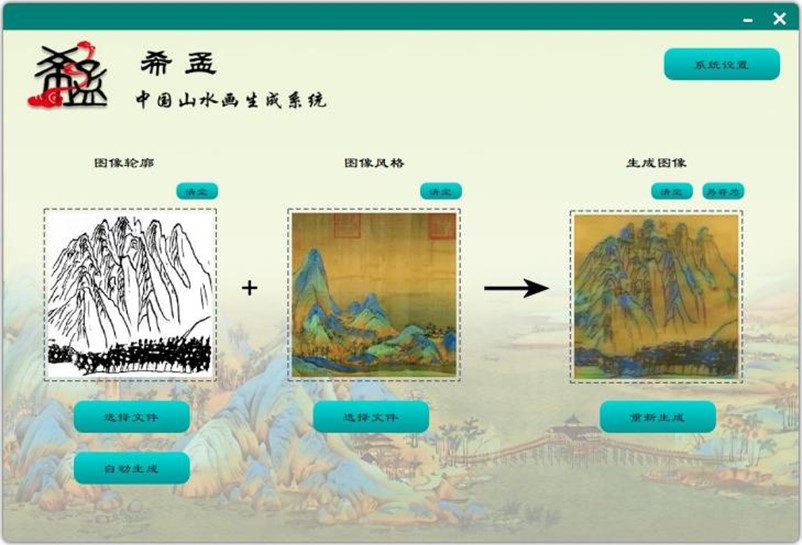 希孟
希孟
中国山水画生成系统
系统设置
图像轮廓
图像风格
生成图像
清空
清空
清空
另存为
选择文件
选择文件
重新生成
自动生成